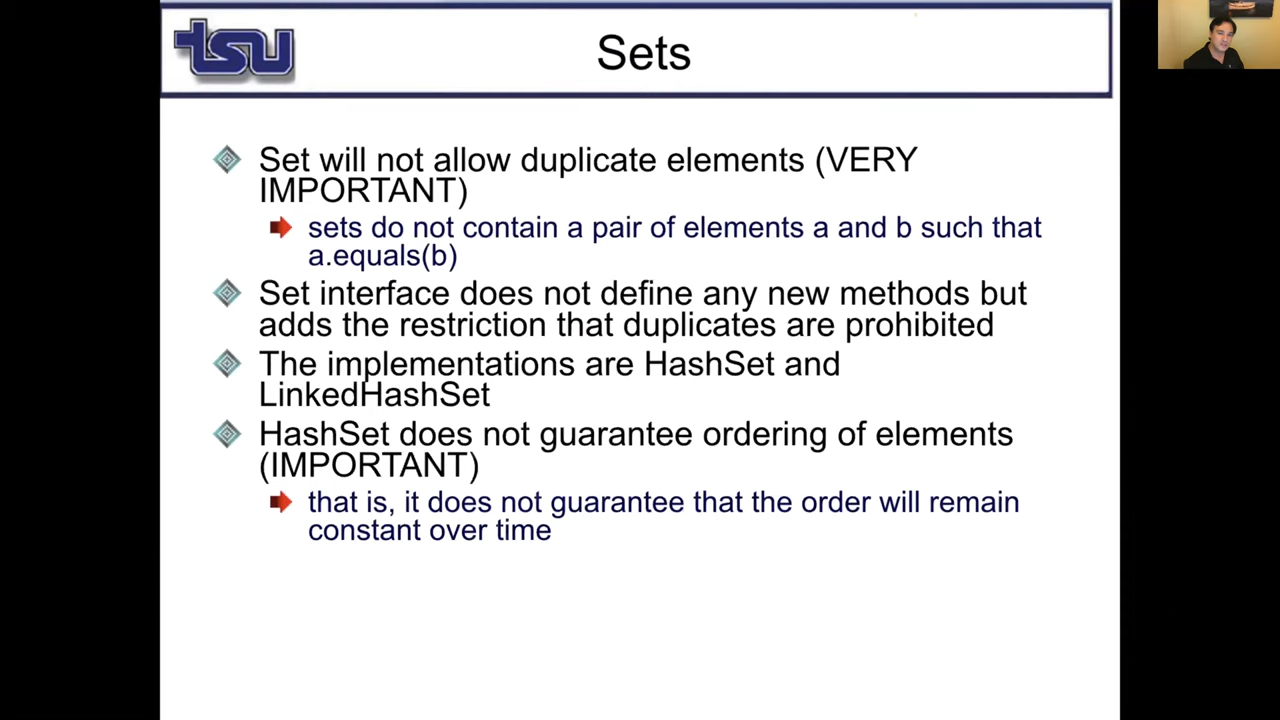 tsu
Sets
Set will not allow duplicate elements (VERY
IMPORTANT)
sets do not contain a pair of elements a and b such that
a.equals(b)
Set interface does not define any new methods but
adds the restriction that duplicates are prohibited
The implementations are HashSet and
LinkedHashSet
HashSet does not guarantee ordering of elements
(IMPORTANT)
that is, it does not guarantee that the order will remain
constant over time